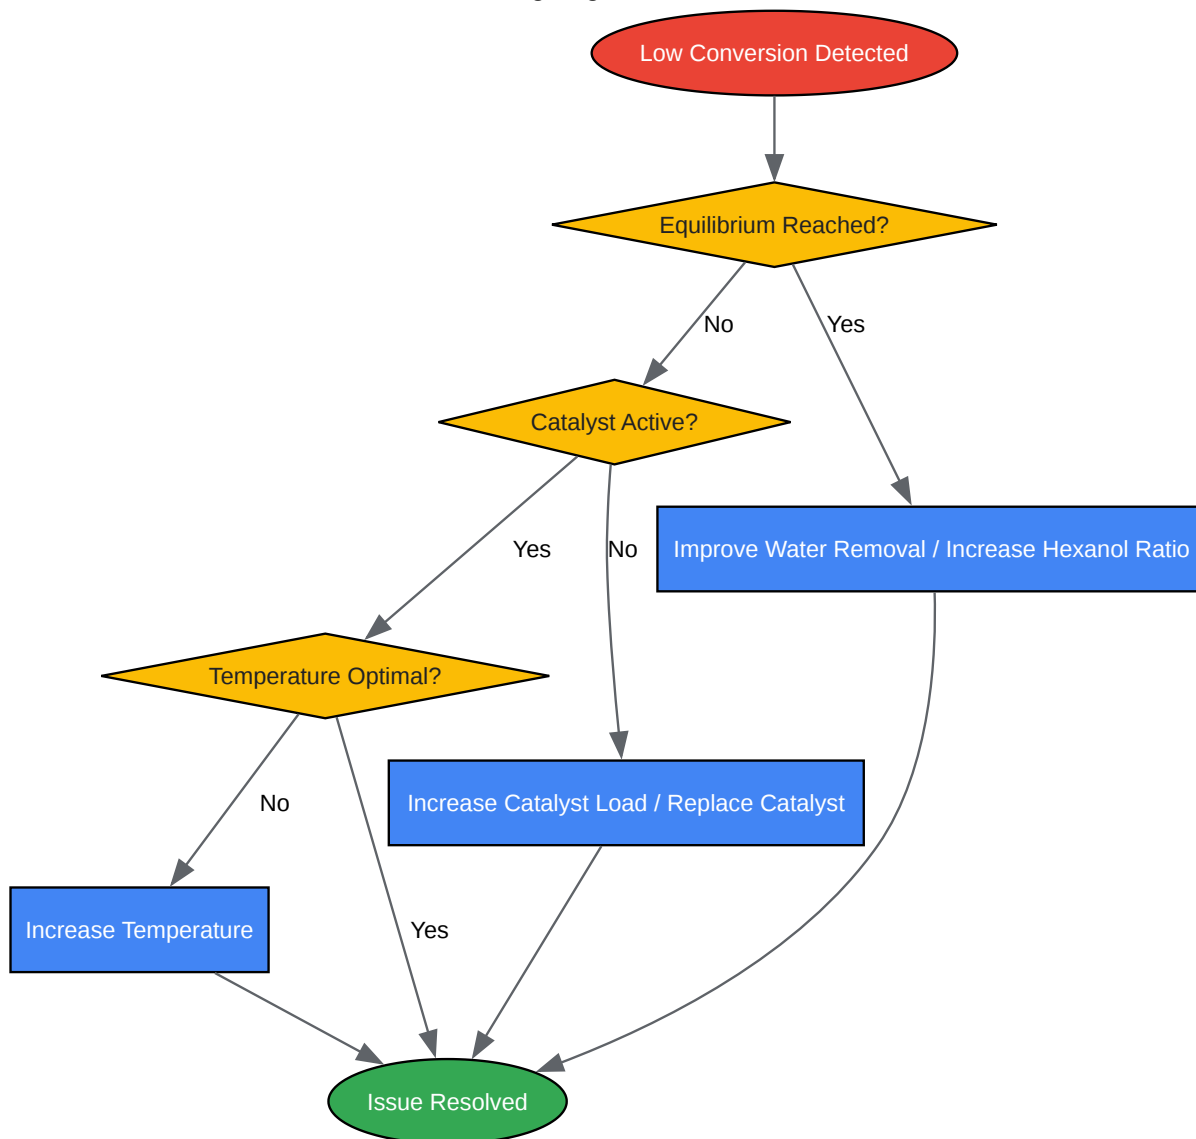 Low Conversion Detected
Equilibrium Reached?
No
Yes
Catalyst Active?
Yes
No
Improve Water Removal / Increase Hexanol Ratio
Temperature Optimal?
No
Increase Catalyst Load / Replace Catalyst
Increase Temperature
Yes
Issue Resolved